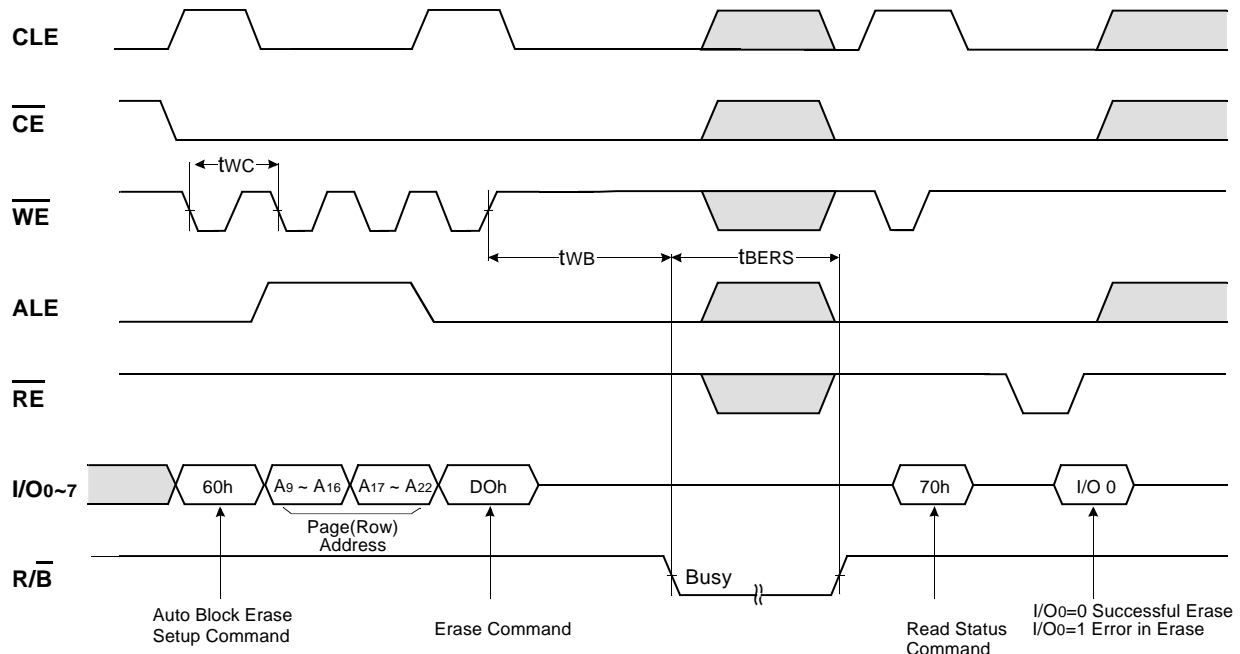 CLE
CE
tWC
WE
tWB
tBERS
ALE
RE
I/O0~7
60h
A9 ~ A16
A17 ~ A22
DOh
70h
I/O 0
Page(Row)
Address
R/B
Busy
Auto Block Erase
Setup Command
Erase Command
Read Status
Command
I/O0=0 Successful Erase
I/O0=1 Error in Erase